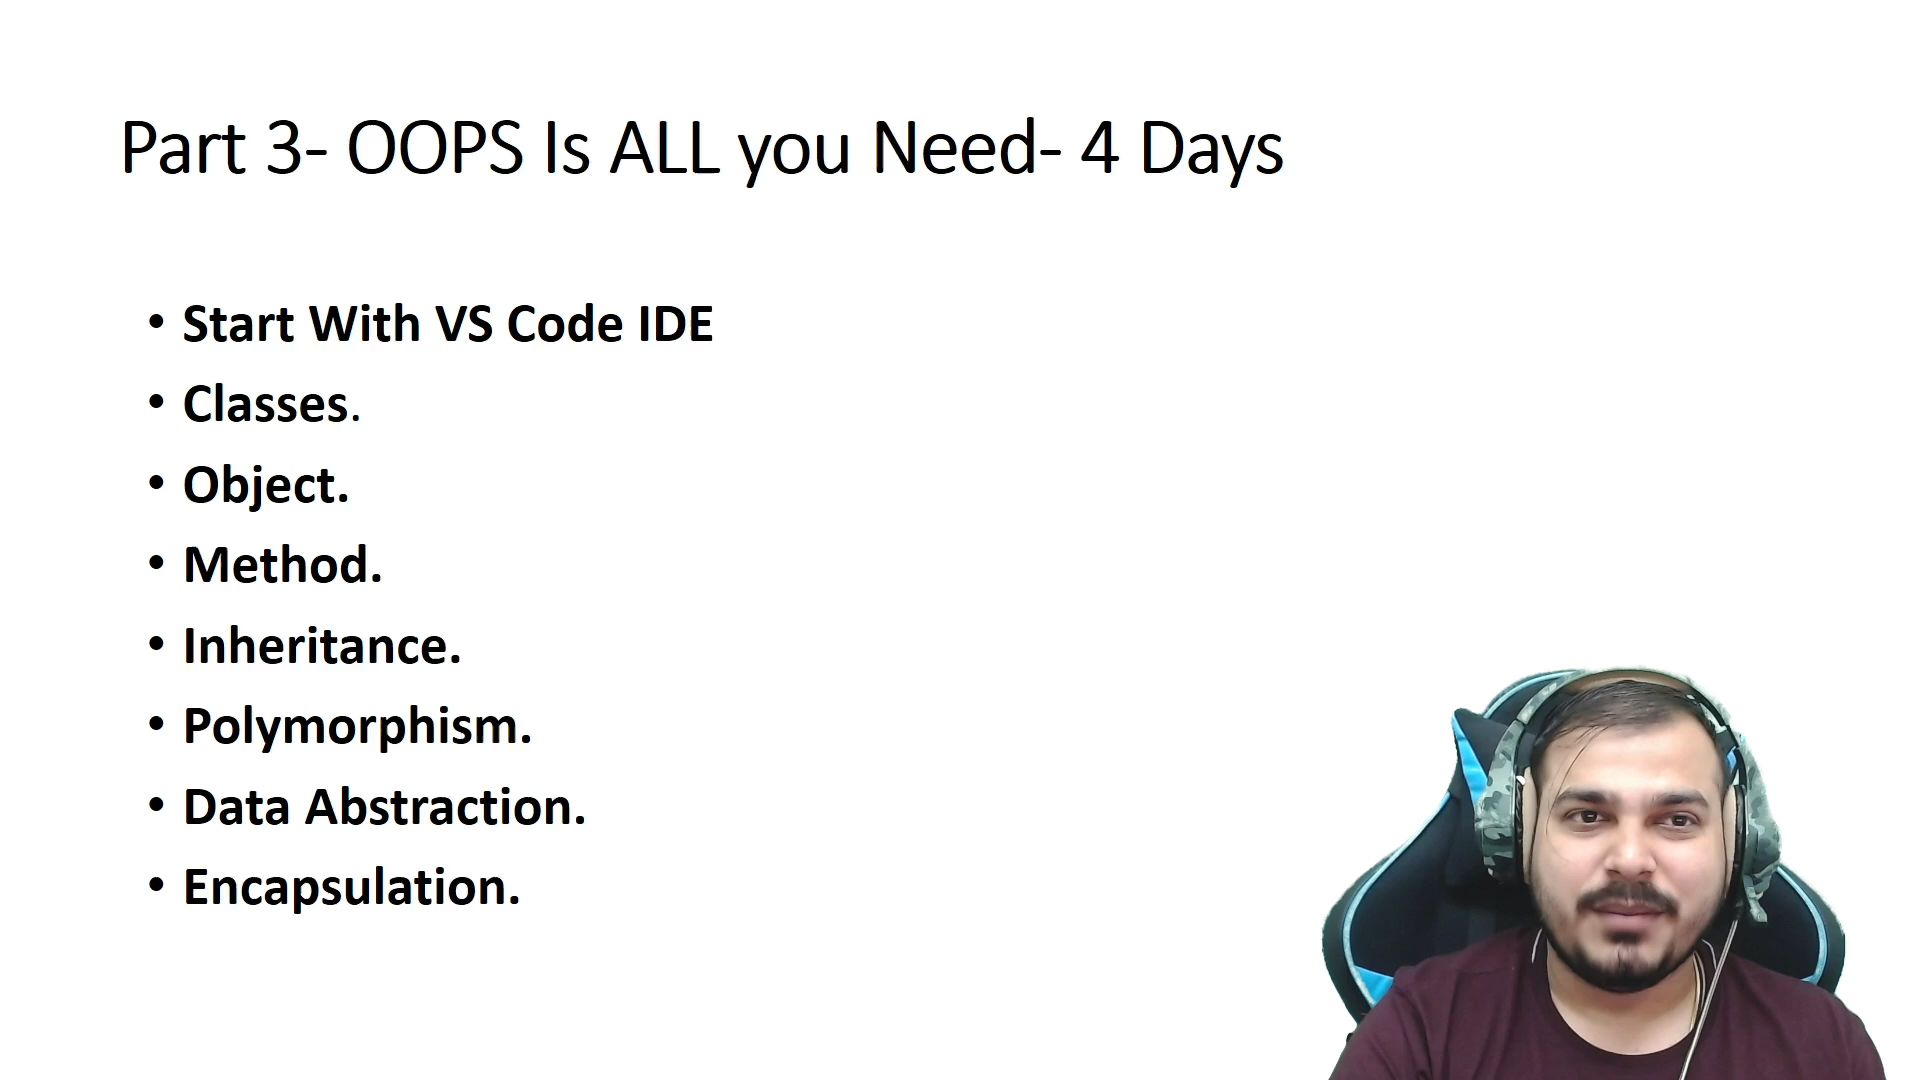 Part 3- OOPS Is ALL you Need- 4 Days
• Start With VS Code IDE
• Classes.
• Object.
• Method.
• Inheritance.
• Polymorphism.
• Data Abstraction.
• Encapsulation.